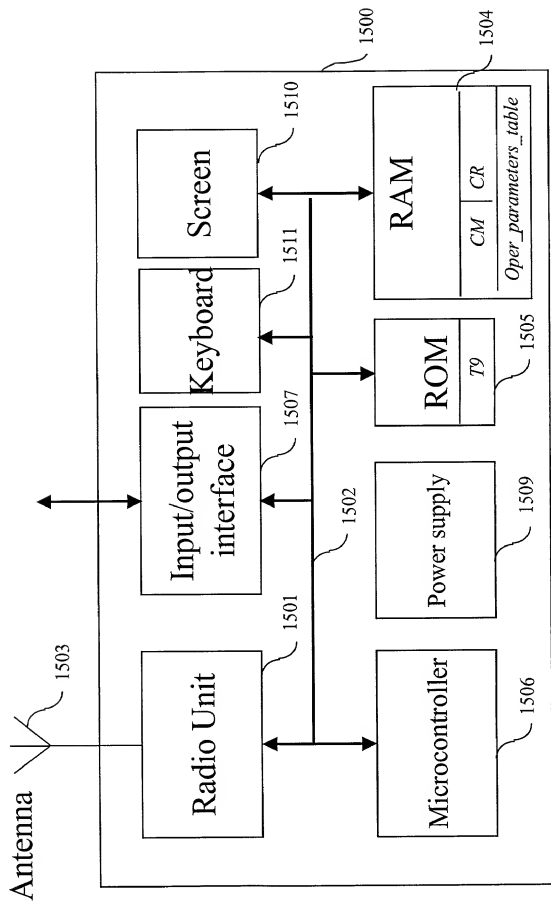 Antenna
1503
1500
Radio Unit
1501
Input/output
interface
1507
Keyboard
1511
Screen
1510
1502
Microcontroller
1506
Power supply
1509
ROM
T9
1505
RAM
CM CR
Oper_parameters_table
1504